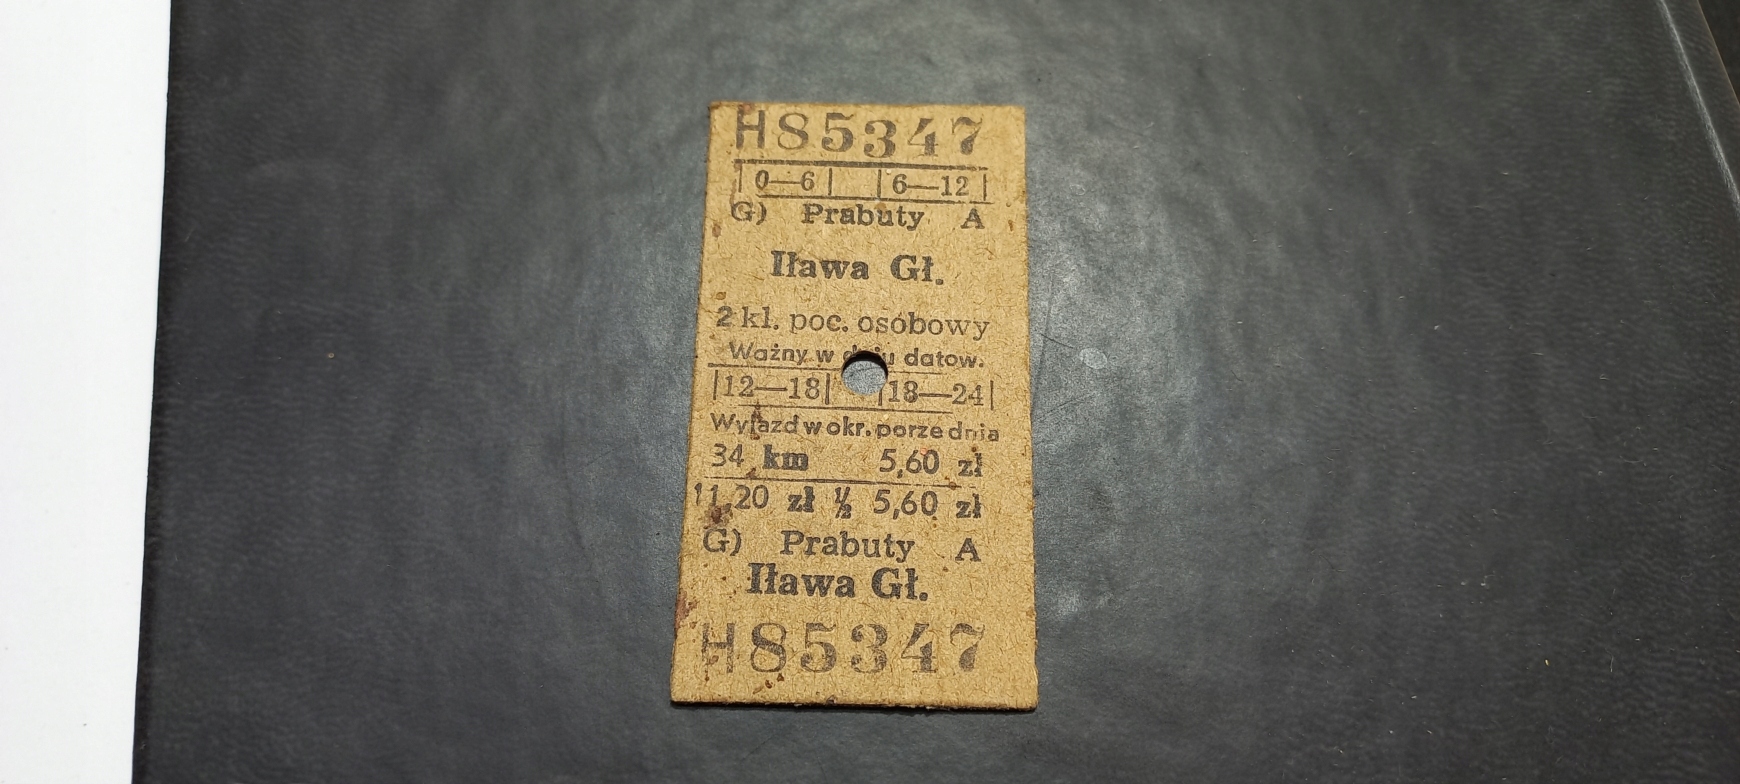 H85347
|0—6| |6—12|
G) Prabuty A
Iława Gł.
2 kl. poc. osobowy
Ważny w dniu datow.
|12—18| |18—24|
Wyjazd w okr. porze dnia
34 km 5,60 zł
11,20 zł ½ 5,60 zł
G) Prabuty A
Iława Gł.
H85347